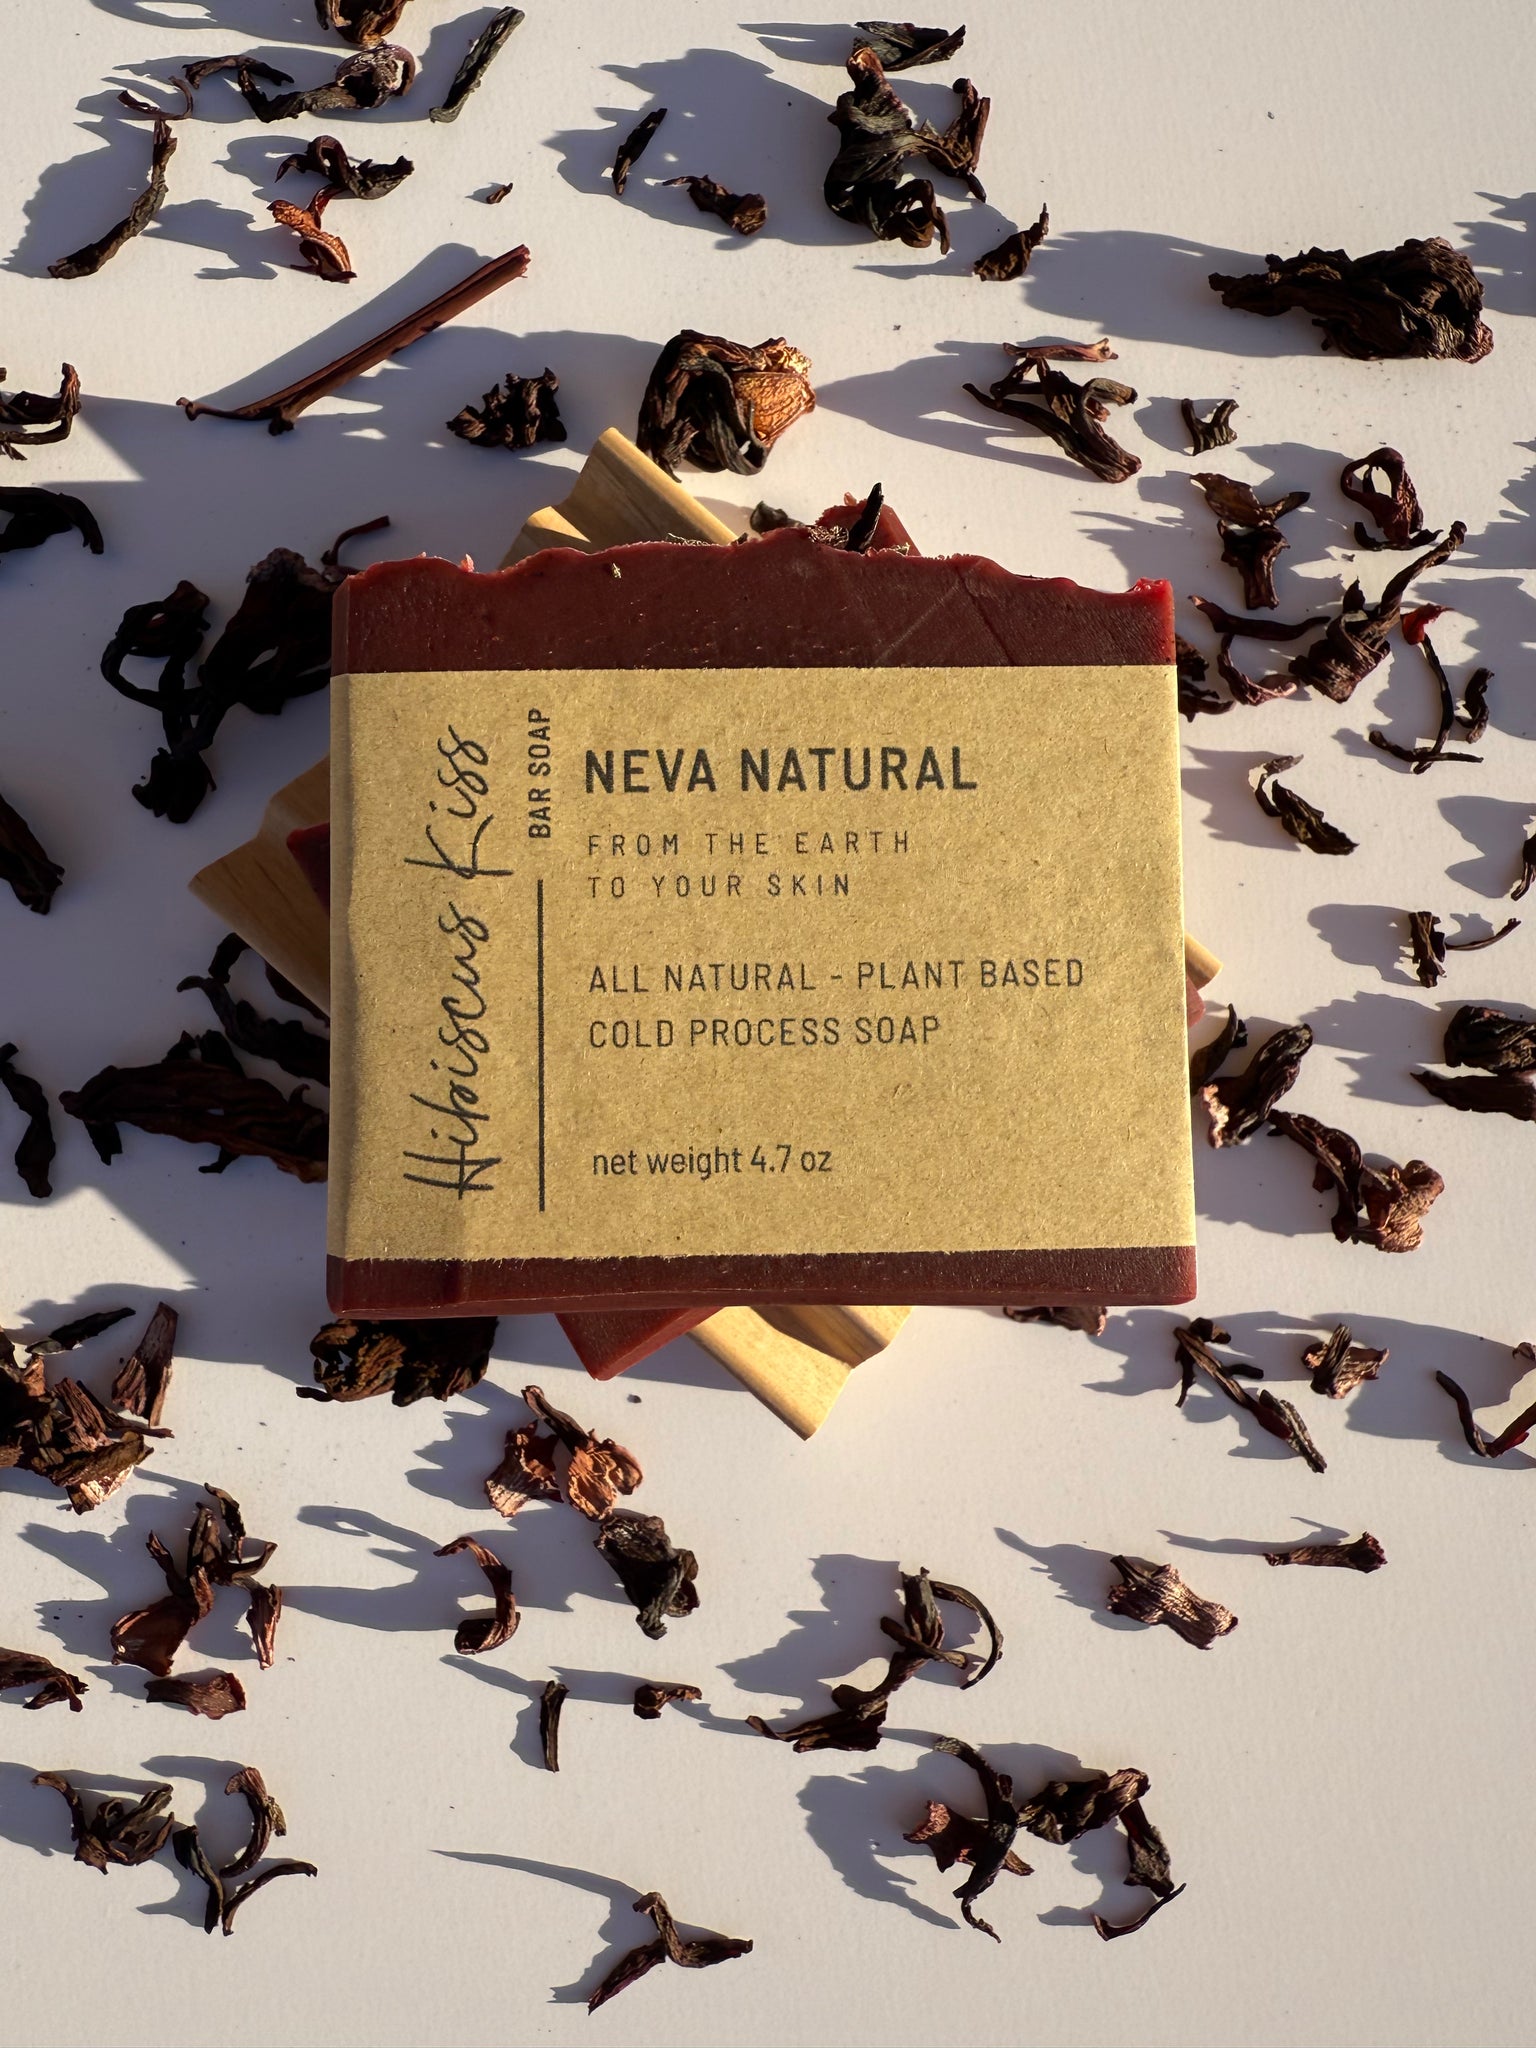 Hibiscus Kiss
BAR SOAP
NEVA NATURAL
FROM THE EARTH
TO YOUR SKIN
ALL NATURAL - PLANT BASED
COLD PROCESS SOAP
net weight 4.7 oz